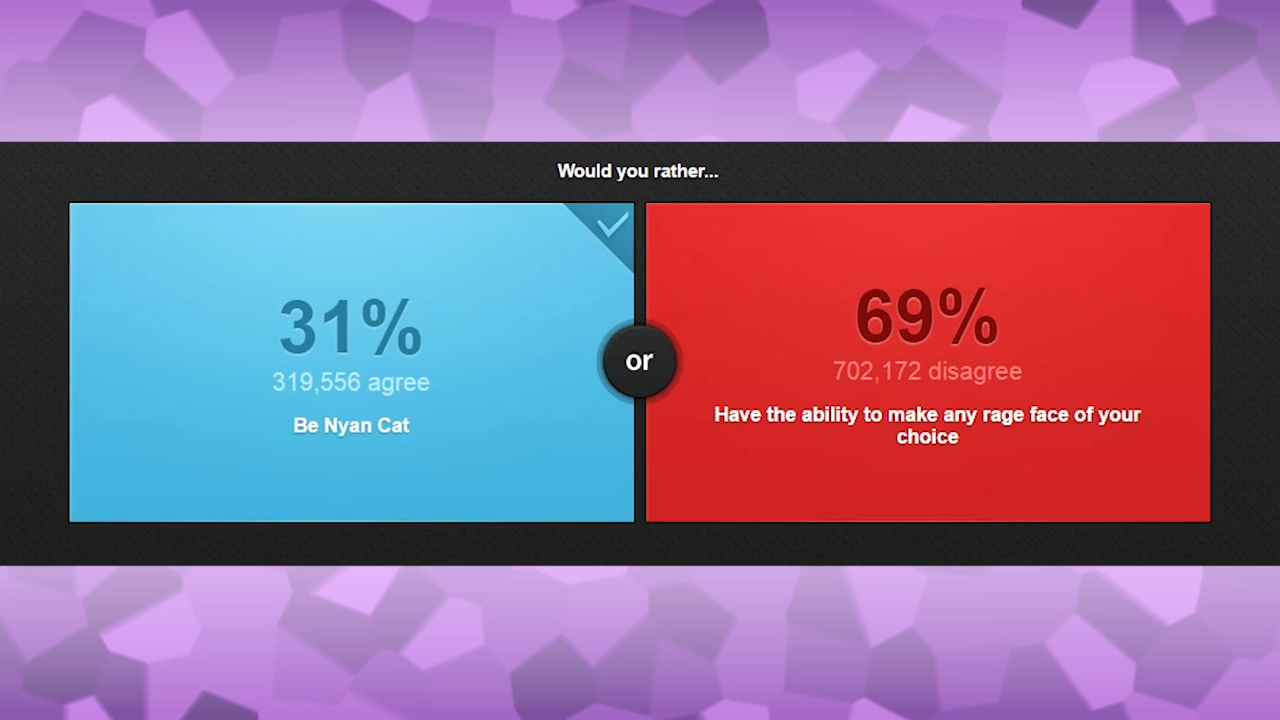 Would you rather...
31%
319,556 agree
Be Nyan Cat
or
69%
702,172 disagree
Have the ability to make any rage face of your
choice